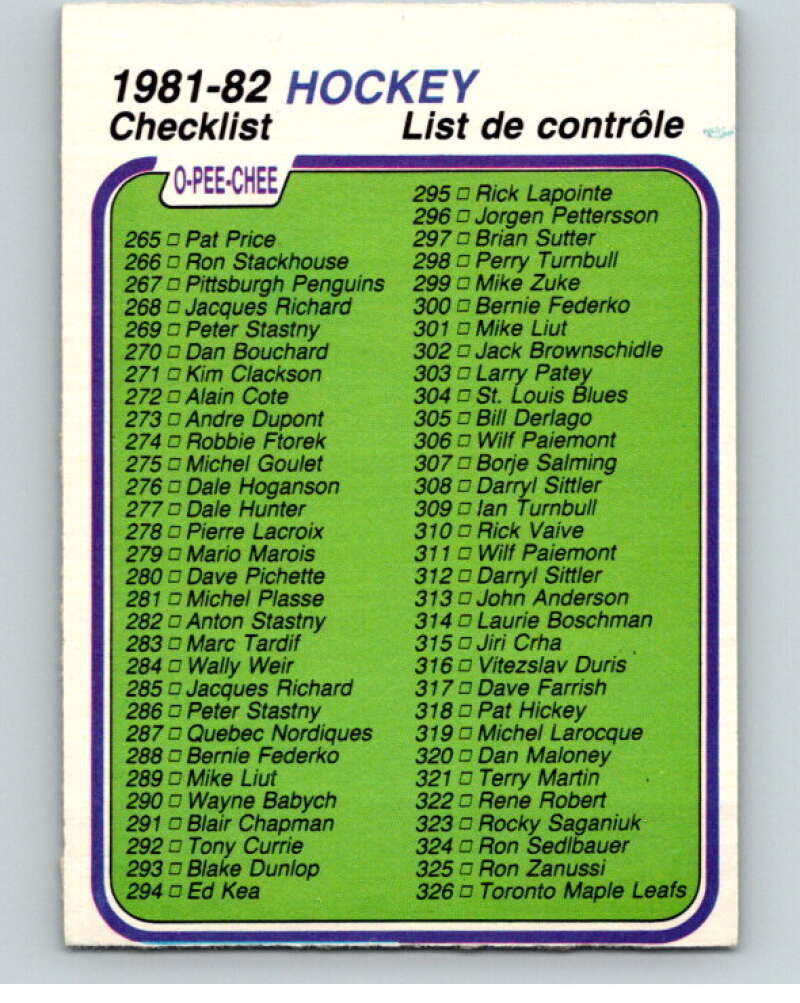 1981-82 HOCKEY
Checklist List de contrôle
O-PEE-CHEE
265 □ Pat Price
266 □ Ron Stackhouse
267 □ Pittsburgh Penguins
268 □ Jacques Richard
269 □ Peter Stastny
270 □ Dan Bouchard
271 □ Kim Clackson
272 □ Alain Cote
273 □ Andre Dupont
274 □ Robbie Ftorek
275 □ Michel Goulet
276 □ Dale Hoganson
277 □ Dale Hunter
278 □ Pierre Lacroix
279 □ Mario Marois
280 □ Dave Pichette
281 □ Michel Plasse
282 □ Anton Stastny
283 □ Marc Tardif
284 □ Wally Weir
285 □ Jacques Richard
286 □ Peter Stastny
287 □ Quebec Nordiques
288 □ Bernie Federko
289 □ Mike Liut
290 □ Wayne Babych
291 □ Blair Chapman
292 □ Tony Currie
293 □ Blake Dunlop
294 □ Ed Kea
295 □ Rick Lapointe
296 □ Jorgen Pettersson
297 □ Brian Sutter
298 □ Perry Turnbull
299 □ Mike Zuke
300 □ Bernie Federko
301 □ Mike Liut
302 □ Jack Brownschidle
303 □ Larry Patey
304 □ St. Louis Blues
305 □ Bill Derlago
306 □ Wilf Paiemont
307 □ Borje Salming
308 □ Darryl Sittler
309 □ Ian Turnbull
310 □ Rick Vaive
311 □ Wilf Paiemont
312 □ Darryl Sittler
313 □ John Anderson
314 □ Laurie Boschman
315 □ Jiri Crha
316 □ Vitezslav Duris
317 □ Dave Farrish
318 □ Pat Hickey
319 □ Michel Larocque
320 □ Dan Maloney
321 □ Terry Martin
322 □ Rene Robert
323 □ Rocky Saganiuk
324 □ Ron Sedlbauer
325 □ Ron Zanussi
326 □ Toronto Maple Leafs